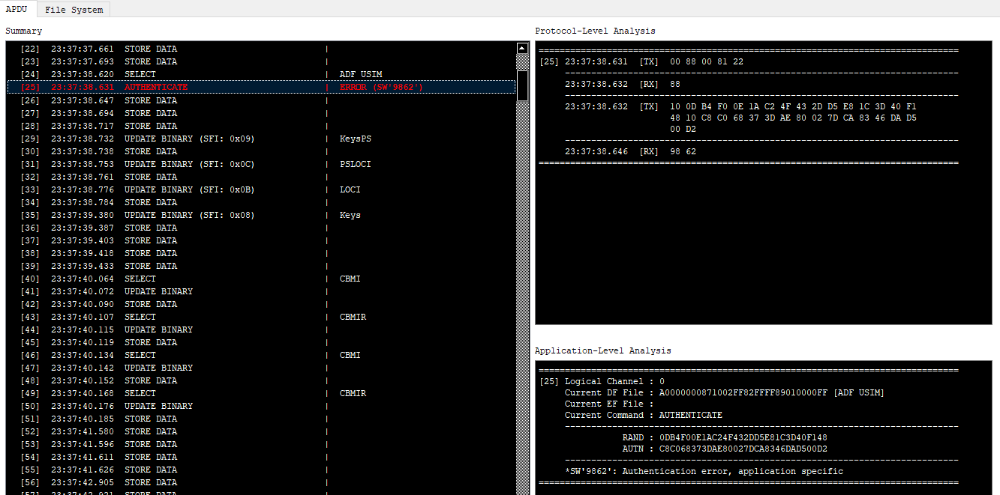 APDU File System
Summary
[22] 23:37:37.661 STORE DATA |
[23] 23:37:37.693 STORE DATA |
[24] 23:37:38.620 SELECT | ADF USIM
[25] 23:37:38.631 AUTHENTICATE | ERROR (SW'9862')
[26] 23:37:38.647 STORE DATA |
[27] 23:37:38.694 STORE DATA |
[28] 23:37:38.717 STORE DATA |
[29] 23:37:38.732 UPDATE BINARY (SFI: 0x09) | KeysPS
[30] 23:37:38.738 STORE DATA |
[31] 23:37:38.753 UPDATE BINARY (SFI: 0x0C) | PSLOCI
[32] 23:37:38.761 STORE DATA |
[33] 23:37:38.776 UPDATE BINARY (SFI: 0x0B) | LOCI
[34] 23:37:38.784 STORE DATA |
[35] 23:37:39.380 UPDATE BINARY (SFI: 0x08) | Keys
[36] 23:37:39.387 STORE DATA |
[37] 23:37:39.403 STORE DATA |
[38] 23:37:39.418 STORE DATA |
[39] 23:37:39.433 STORE DATA |
[40] 23:37:40.064 SELECT | CBMI
[41] 23:37:40.072 UPDATE BINARY |
[42] 23:37:40.090 STORE DATA |
[43] 23:37:40.107 SELECT | CBMIR
[44] 23:37:40.115 UPDATE BINARY |
[45] 23:37:40.119 STORE DATA |
[46] 23:37:40.134 SELECT | CBMI
[47] 23:37:40.142 UPDATE BINARY |
[48] 23:37:40.152 STORE DATA |
[49] 23:37:40.168 SELECT | CBMIR
[50] 23:37:40.176 UPDATE BINARY |
[51] 23:37:40.185 STORE DATA |
[52] 23:37:41.580 STORE DATA |
[53] 23:37:41.596 STORE DATA |
[54] 23:37:41.611 STORE DATA |
[55] 23:37:41.626 STORE DATA |
[56] 23:37:42.905 STORE DATA |
[57] 23:37:42.921 STORE DATA |
Protocol-Level Analysis
[25] 23:37:38.631 [TX] 00 88 00 81 22
23:37:38.632 [RX] 88
23:37:38.632 [TX] 10 0D B4 F0 0E 1A C2 4F 43 2D D5 E8 1C 3D 40 F1
48 10 C8 C0 68 37 3D AE 80 02 7D CA 83 46 DA D5
00 D2
23:37:38.646 [RX] 98 62
Application-Level Analysis
[25] Logical Channel : 0
Current DF File : A0000000871002FF82FFFF89010000FF [ADF USIM]
Current EF File :
Current Command : AUTHENTICATE
RAND : 0DB4F00E1AC24F432DD5E81C3D40F148
AUTN : C8C068373DAE80027DCA8346DAD500D2
*SW'9862': Authentication error, application specific